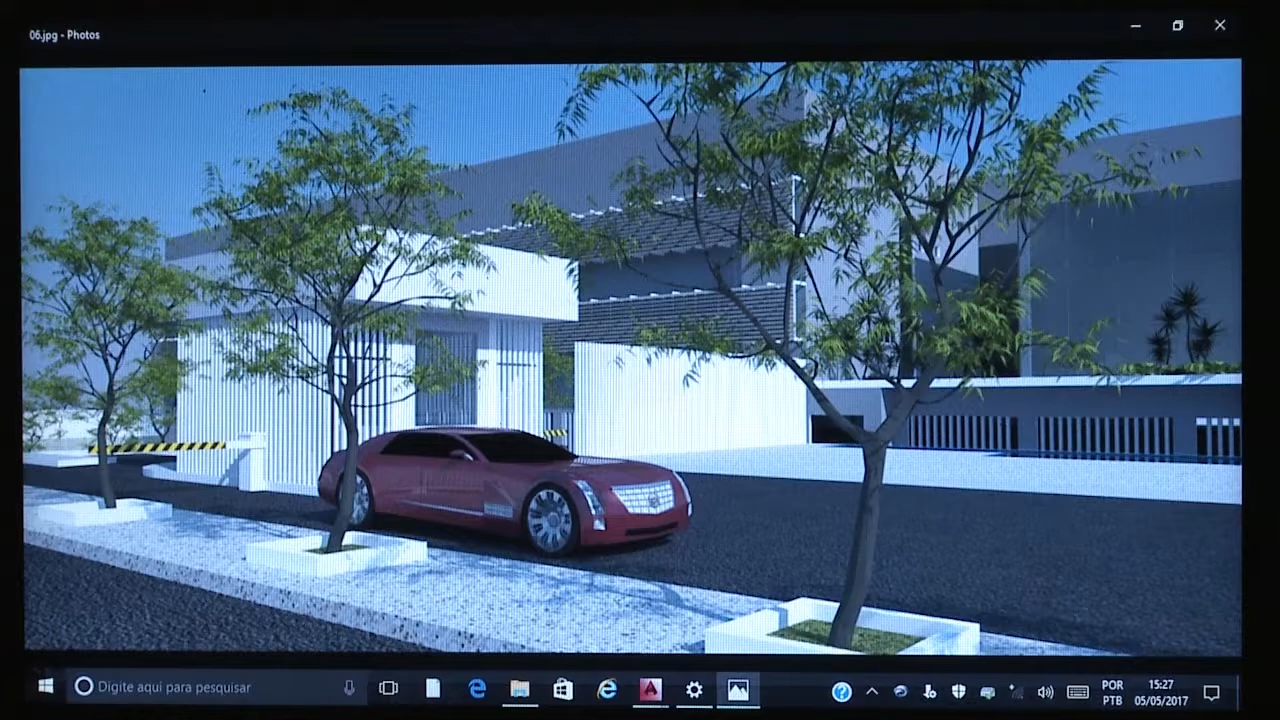 06.jpg - Photos
Digite aqui para pesquisar
POR
PTB
15:27
05/05/2017